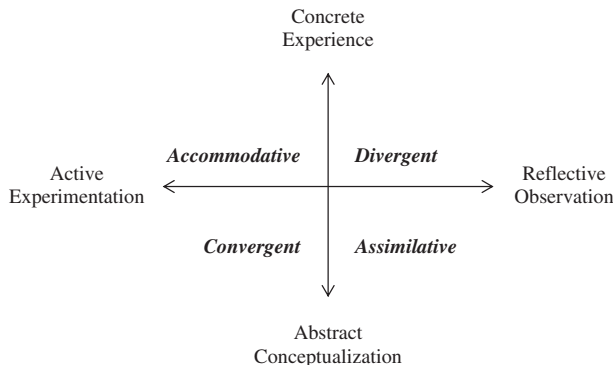 Concrete
Experience
Accommodative Divergent
Active
Experimentation
Reflective
Observation
Convergent Assimilative
Abstract
Conceptualization